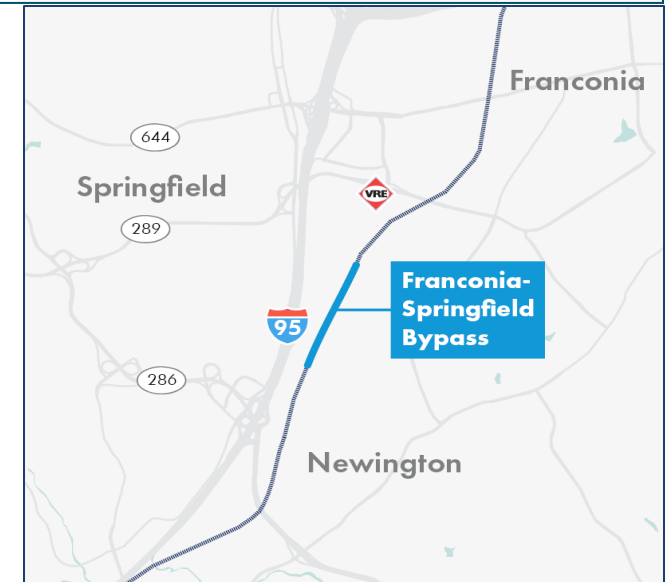 Franconia
644
Springfield
VRE
289
Franconia-
Springfield
Bypass
95
286
Newington